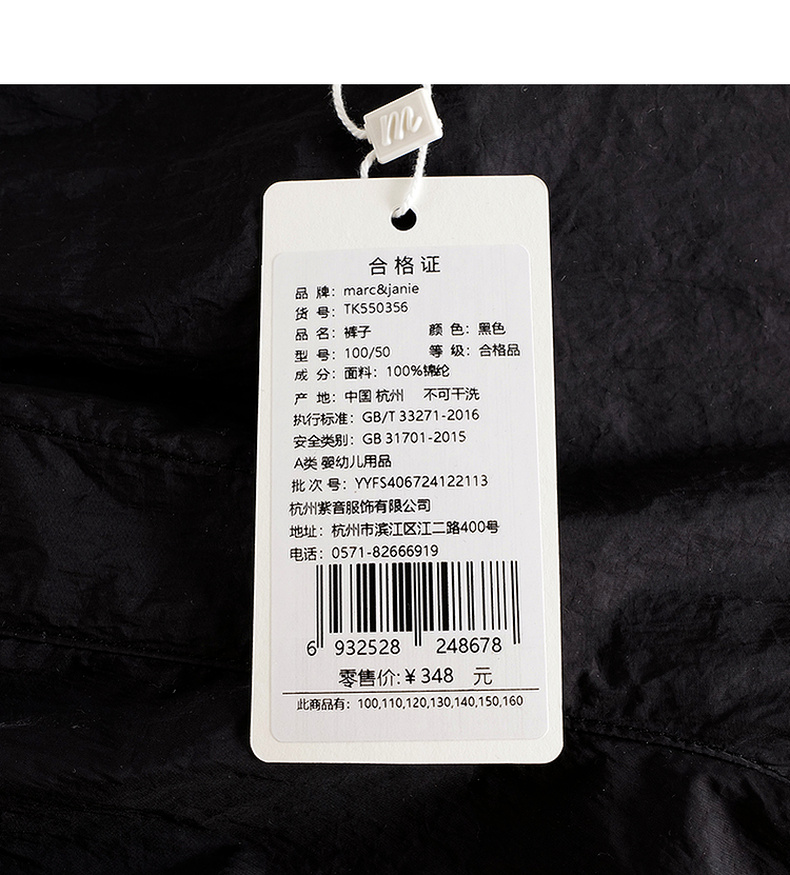 m
合格证
品 牌：marc&janie
货 号：TK550356
品 名：裤子 颜 色：黑色
型 号：100/50 等 级：合格品
成 分：面料：100%锦纶
产 地：中国 杭州 不可干洗
执行标准：GB/T 33271-2016
安全类别：GB 31701-2015
A类 婴幼儿用品
批 次 号：YYFS406724122113
杭州紫音服饰有限公司
地址：杭州市滨江区江二路400号
电话：0571-82666919
6 932528 248678
零售价:￥348 元
此商品有：100,110,120,130,140,150,160